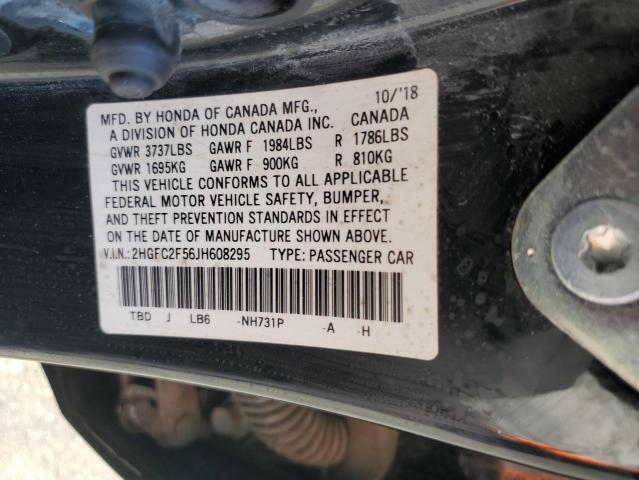 MFD. BY HONDA OF CANADA MFG., 10/'18
A DIVISION OF HONDA CANADA INC. CANADA
GVWR 3737LBS GAWR F 1984LBS R 1786LBS
GVWR 1695KG GAWR F 900KG R 810KG
THIS VEHICLE CONFORMS TO ALL APPLICABLE
FEDERAL MOTOR VEHICLE SAFETY, BUMPER,
AND THEFT PREVENTION STANDARDS IN EFFECT
ON THE DATE OF MANUFACTURE SHOWN ABOVE.
V.I.N.: 2HGFC2F56JH608295 TYPE: PASSENGER CAR
TBD J LB6 -NH731P -A -H